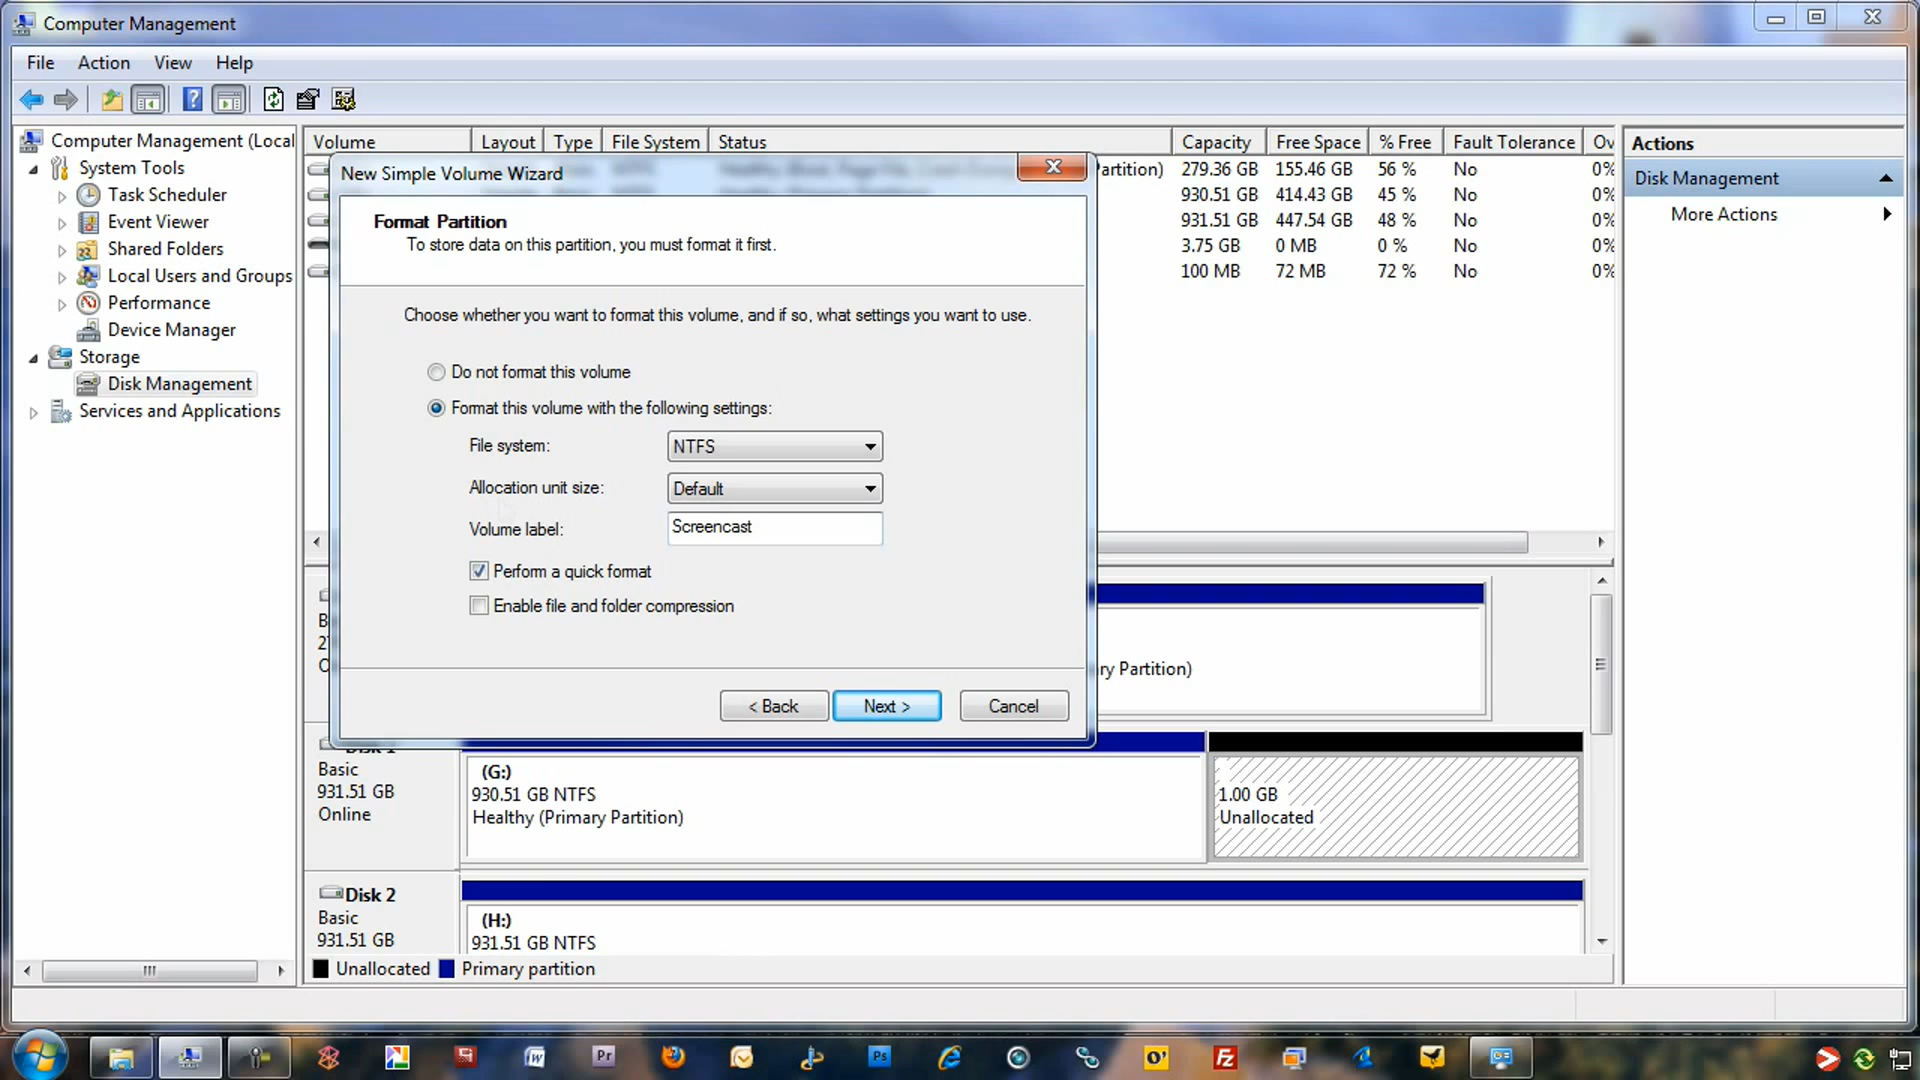 Computer Management
File Action View Help
Computer Management (Local
System Tools
Task Scheduler
Event Viewer
Shared Folders
Local Users and Groups
Performance
Device Manager
Storage
Disk Management
Services and Applications
Volume Layout Type File System Status Capacity Free Space % Free Fault Tolerance Ov
artition) 279.36 GB 155.46 GB 56 % No 0%
930.51 GB 414.43 GB 45 % No 0%
931.51 GB 447.54 GB 48 % No 0%
3.75 GB 0 MB 0 % No 0%
100 MB 72 MB 72 % No 0%
New Simple Volume Wizard
Format Partition
To store data on this partition, you must format it first.
Choose whether you want to format this volume, and if so, what settings you want to use.
Do not format this volume
Format this volume with the following settings:
File system: NTFS
Allocation unit size: Default
Volume label: Screencast
Perform a quick format
Enable file and folder compression
< Back Next > Cancel
ry Partition)
Basic
931.51 GB
Online
(G:)
930.51 GB NTFS
Healthy (Primary Partition)
1.00 GB
Unallocated
Disk 2
Basic
931.51 GB
(H:)
931.51 GB NTFS
Unallocated Primary partition
Actions
Disk Management
More Actions
Pr
Ps
Fz